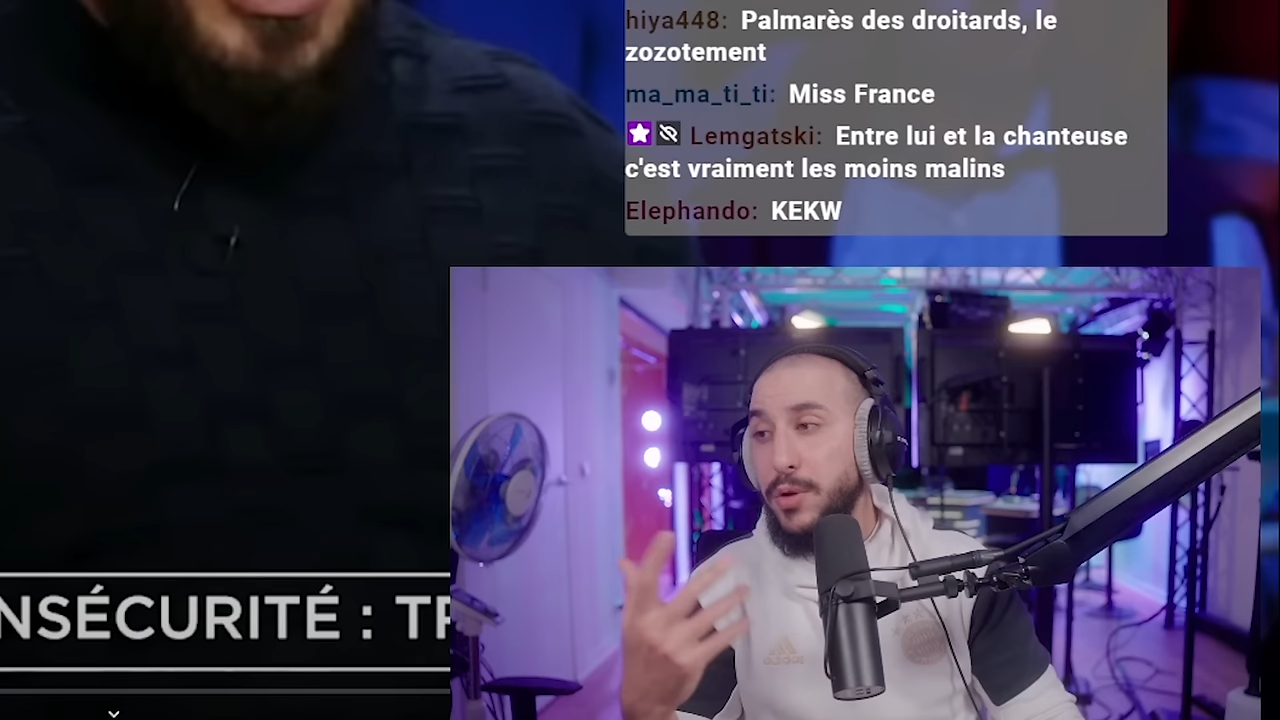 hiya448: Palmarès des droitards, le
zozotement
ma_ma_ti_ti: Miss France
Lemgatski: Entre lui et la chanteuse
c'est vraiment les moins malins
Elephando: KEKW
NSÉCURITÉ : TR
adidas